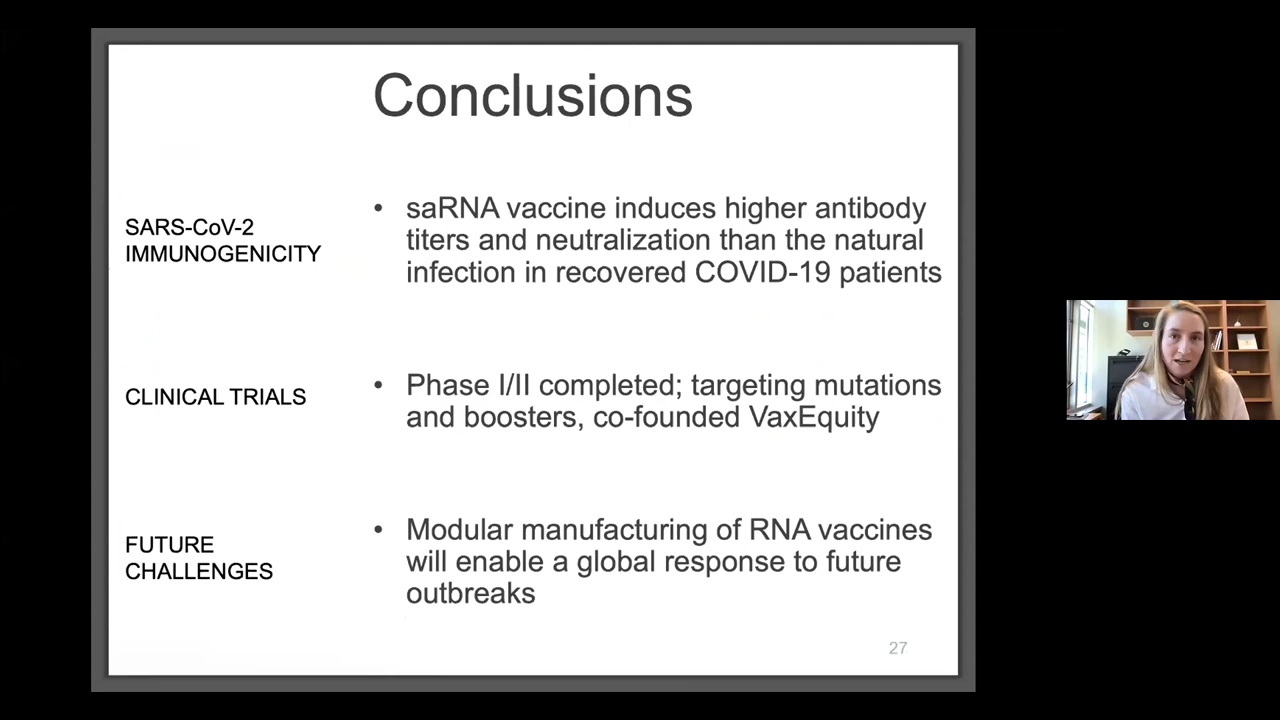 Conclusions
SARS-CoV-2
IMMUNOGENICITY
• saRNA vaccine induces higher antibody
titers and neutralization than the natural
infection in recovered COVID-19 patients
CLINICAL TRIALS
• Phase I/II completed; targeting mutations
and boosters, co-founded VaxEquity
FUTURE
CHALLENGES
• Modular manufacturing of RNA vaccines
will enable a global response to future
outbreaks
27